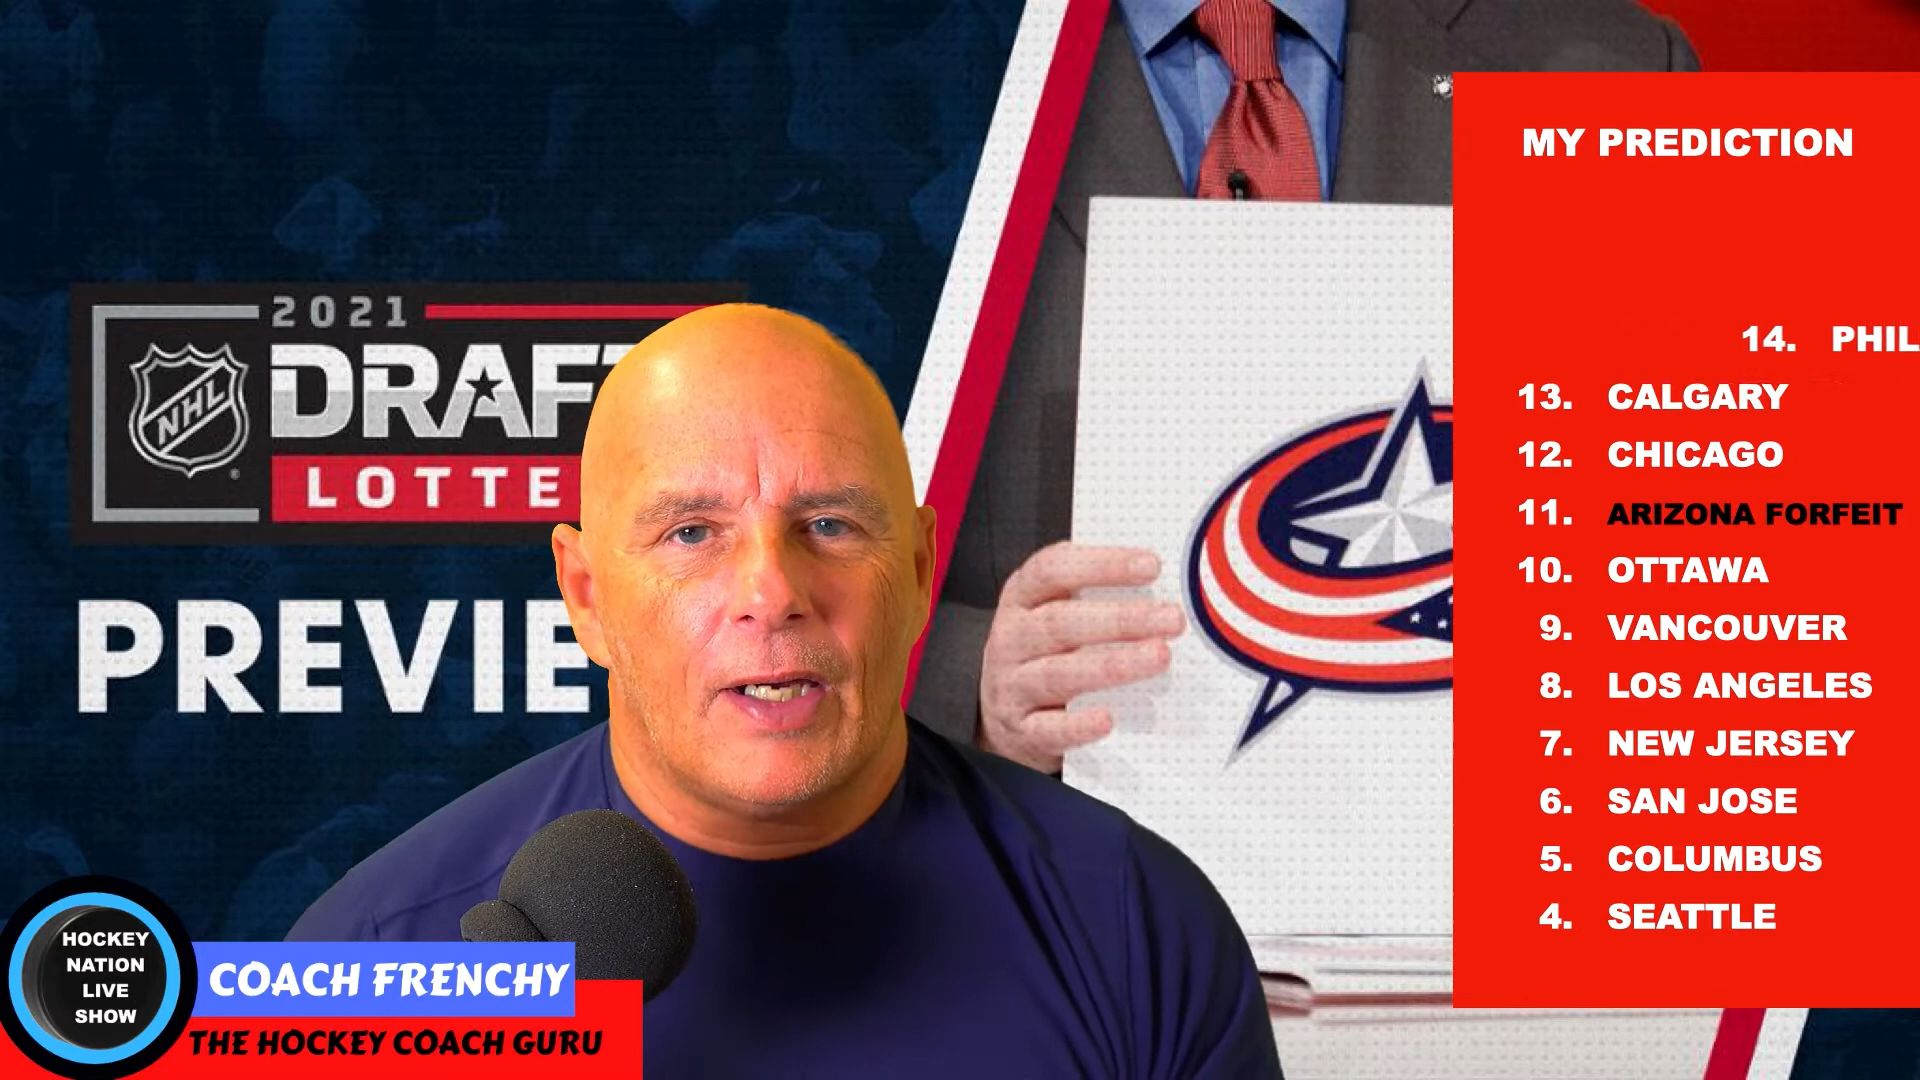 2021
NHL
DRAFT
LOTTE
PREVIE
MY PREDICTION
14. PHIL
13. CALGARY
12. CHICAGO
11. ARIZONA FORFEIT
10. OTTAWA
9. VANCOUVER
8. LOS ANGELES
7. NEW JERSEY
6. SAN JOSE
5. COLUMBUS
4. SEATTLE
HOCKEY
NATION
LIVE
SHOW
COACH FRENCHY
THE HOCKEY COACH GURU